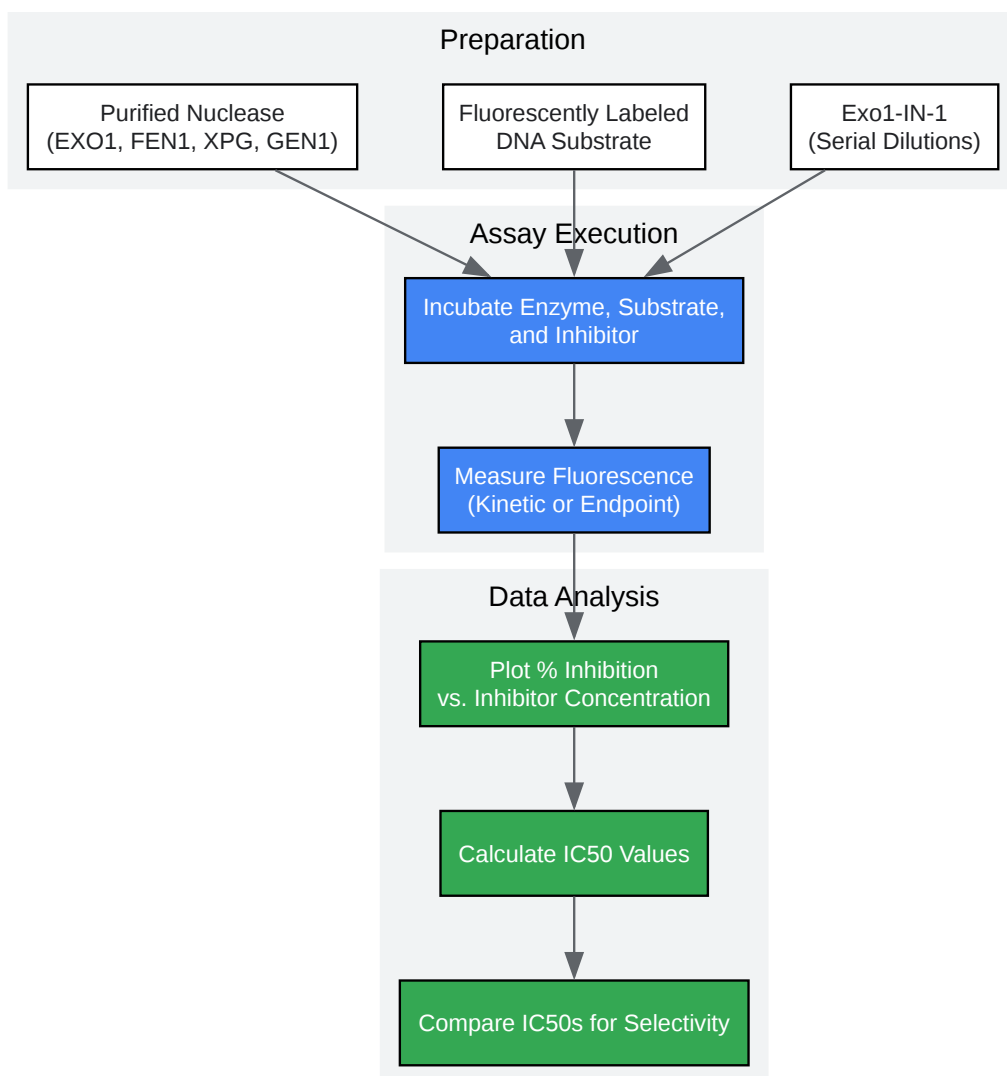 Preparation
Purified Nuclease
(EXO1, FEN1, XPG, GEN1)
Fluorescently Labeled
DNA Substrate
Exo1-IN-1
(Serial Dilutions)
Assay Execution
Incubate Enzyme, Substrate,
and Inhibitor
Measure Fluorescence
(Kinetic or Endpoint)
Data Analysis
Plot % Inhibition
vs. Inhibitor Concentration
Calculate IC50 Values
Compare IC50s for Selectivity